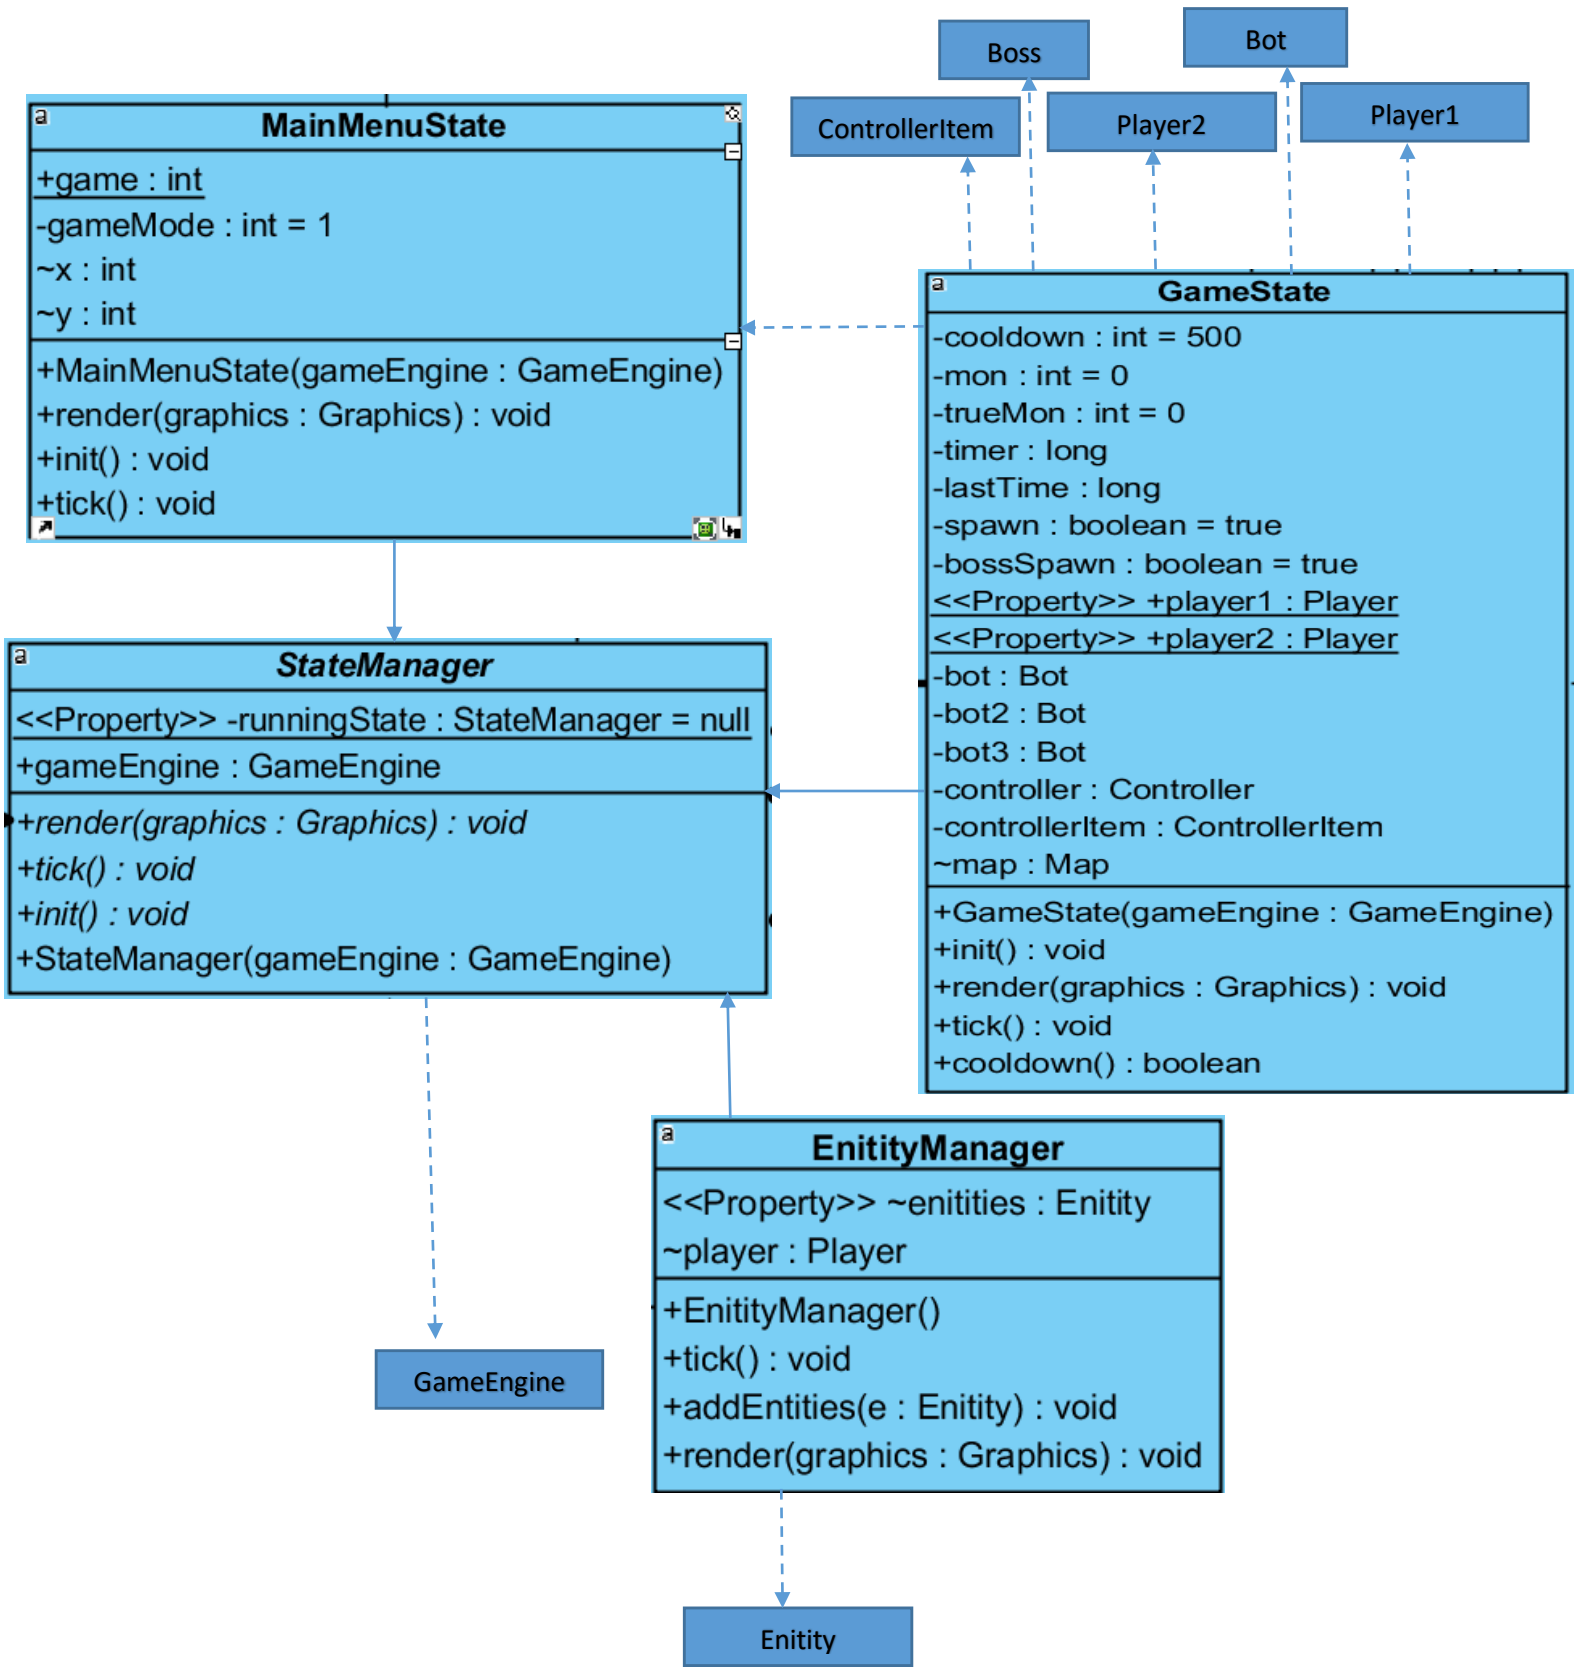 Boss
Bot
ControllerItem
Player2
Player1
a
MainMenuState
+game : int
-gameMode : int = 1
~x : int
~y : int
+MainMenuState(gameEngine : GameEngine)
+render(graphics : Graphics) : void
+init() : void
+tick() : void
a
GameState
-cooldown : int = 500
-mon : int = 0
-trueMon : int = 0
-timer : long
-lastTime : long
-spawn : boolean = true
-bossSpawn : boolean = true
<<Property>> +player1 : Player
<<Property>> +player2 : Player
-bot : Bot
-bot2 : Bot
-bot3 : Bot
-controller : Controller
-controllerItem : ControllerItem
~map : Map
+GameState(gameEngine : GameEngine)
+init() : void
+render(graphics : Graphics) : void
+tick() : void
+cooldown() : boolean
a
StateManager
<<Property>> -runningState : StateManager = null
+gameEngine : GameEngine
+render(graphics : Graphics) : void
+tick() : void
+init() : void
+StateManager(gameEngine : GameEngine)
a
EnitityManager
<<Property>> ~enitities : Enitity
~player : Player
+EnitityManager()
+tick() : void
+addEntities(e : Enitity) : void
+render(graphics : Graphics) : void
GameEngine
Enitity